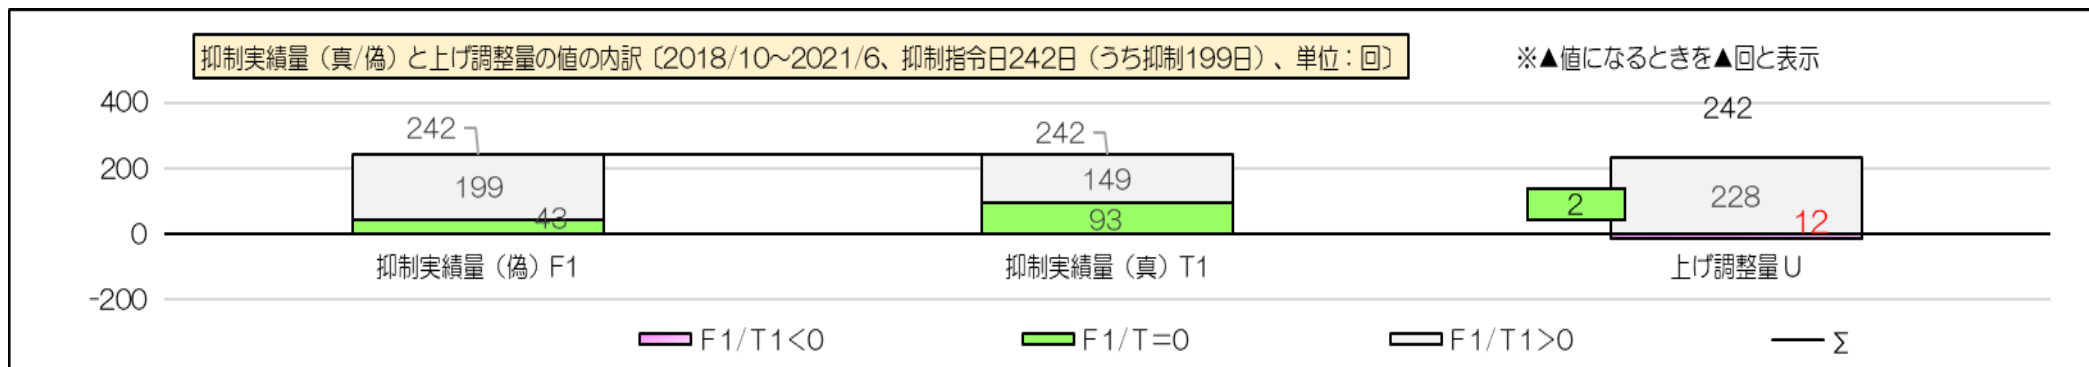 抑制実績量（真/偽）と上げ調整量の値の内訳〔2018/10～2021/6、抑制指令日242日（うち抑制199日）、単位：回〕
※▲値になるときを▲回と表示
400
200
0
-200
242
199
43
242
149
93
242
2
228
12
抑制実績量（偽）F1
抑制実績量（真）T1
上げ調整量U
F1/T1<0
F1/T=0
F1/T1>0
Σ